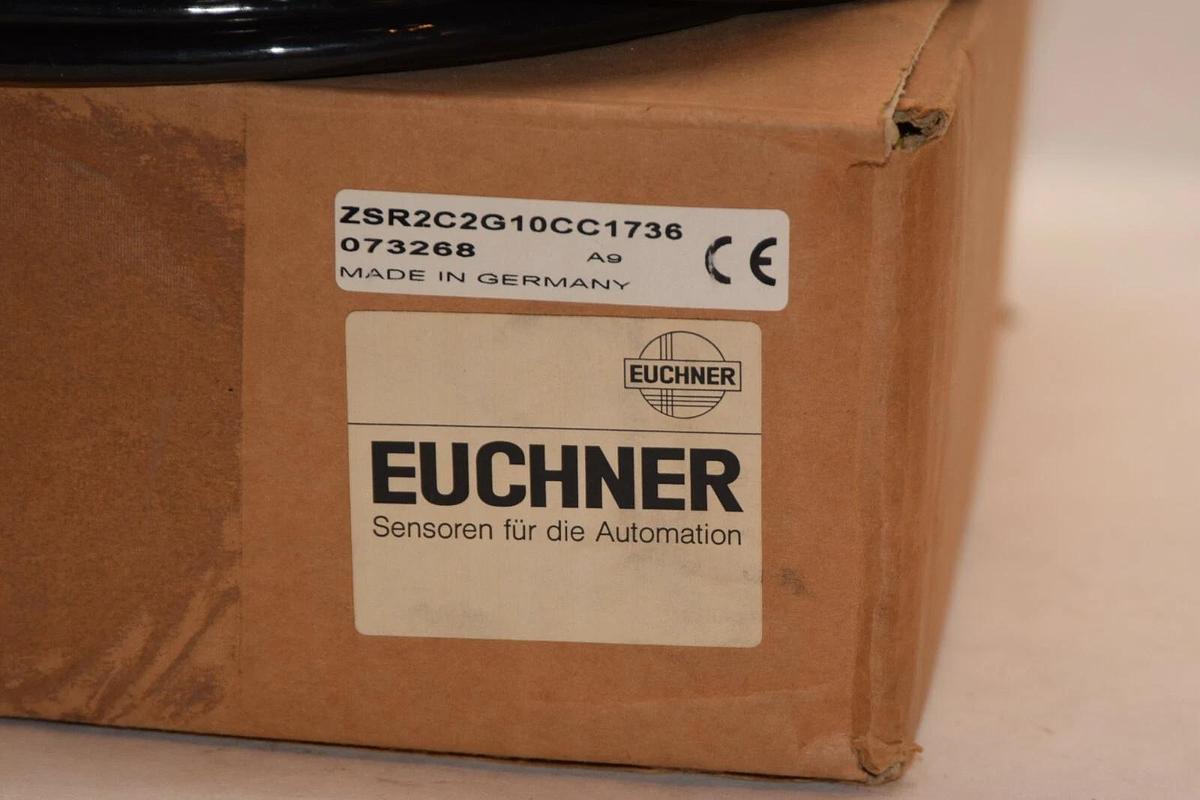 ZSR2C2G10CC1736
073268 A9
MADE IN GERMANY
CE
EUCHNER
EUCHNER
Sensoren für die Automation